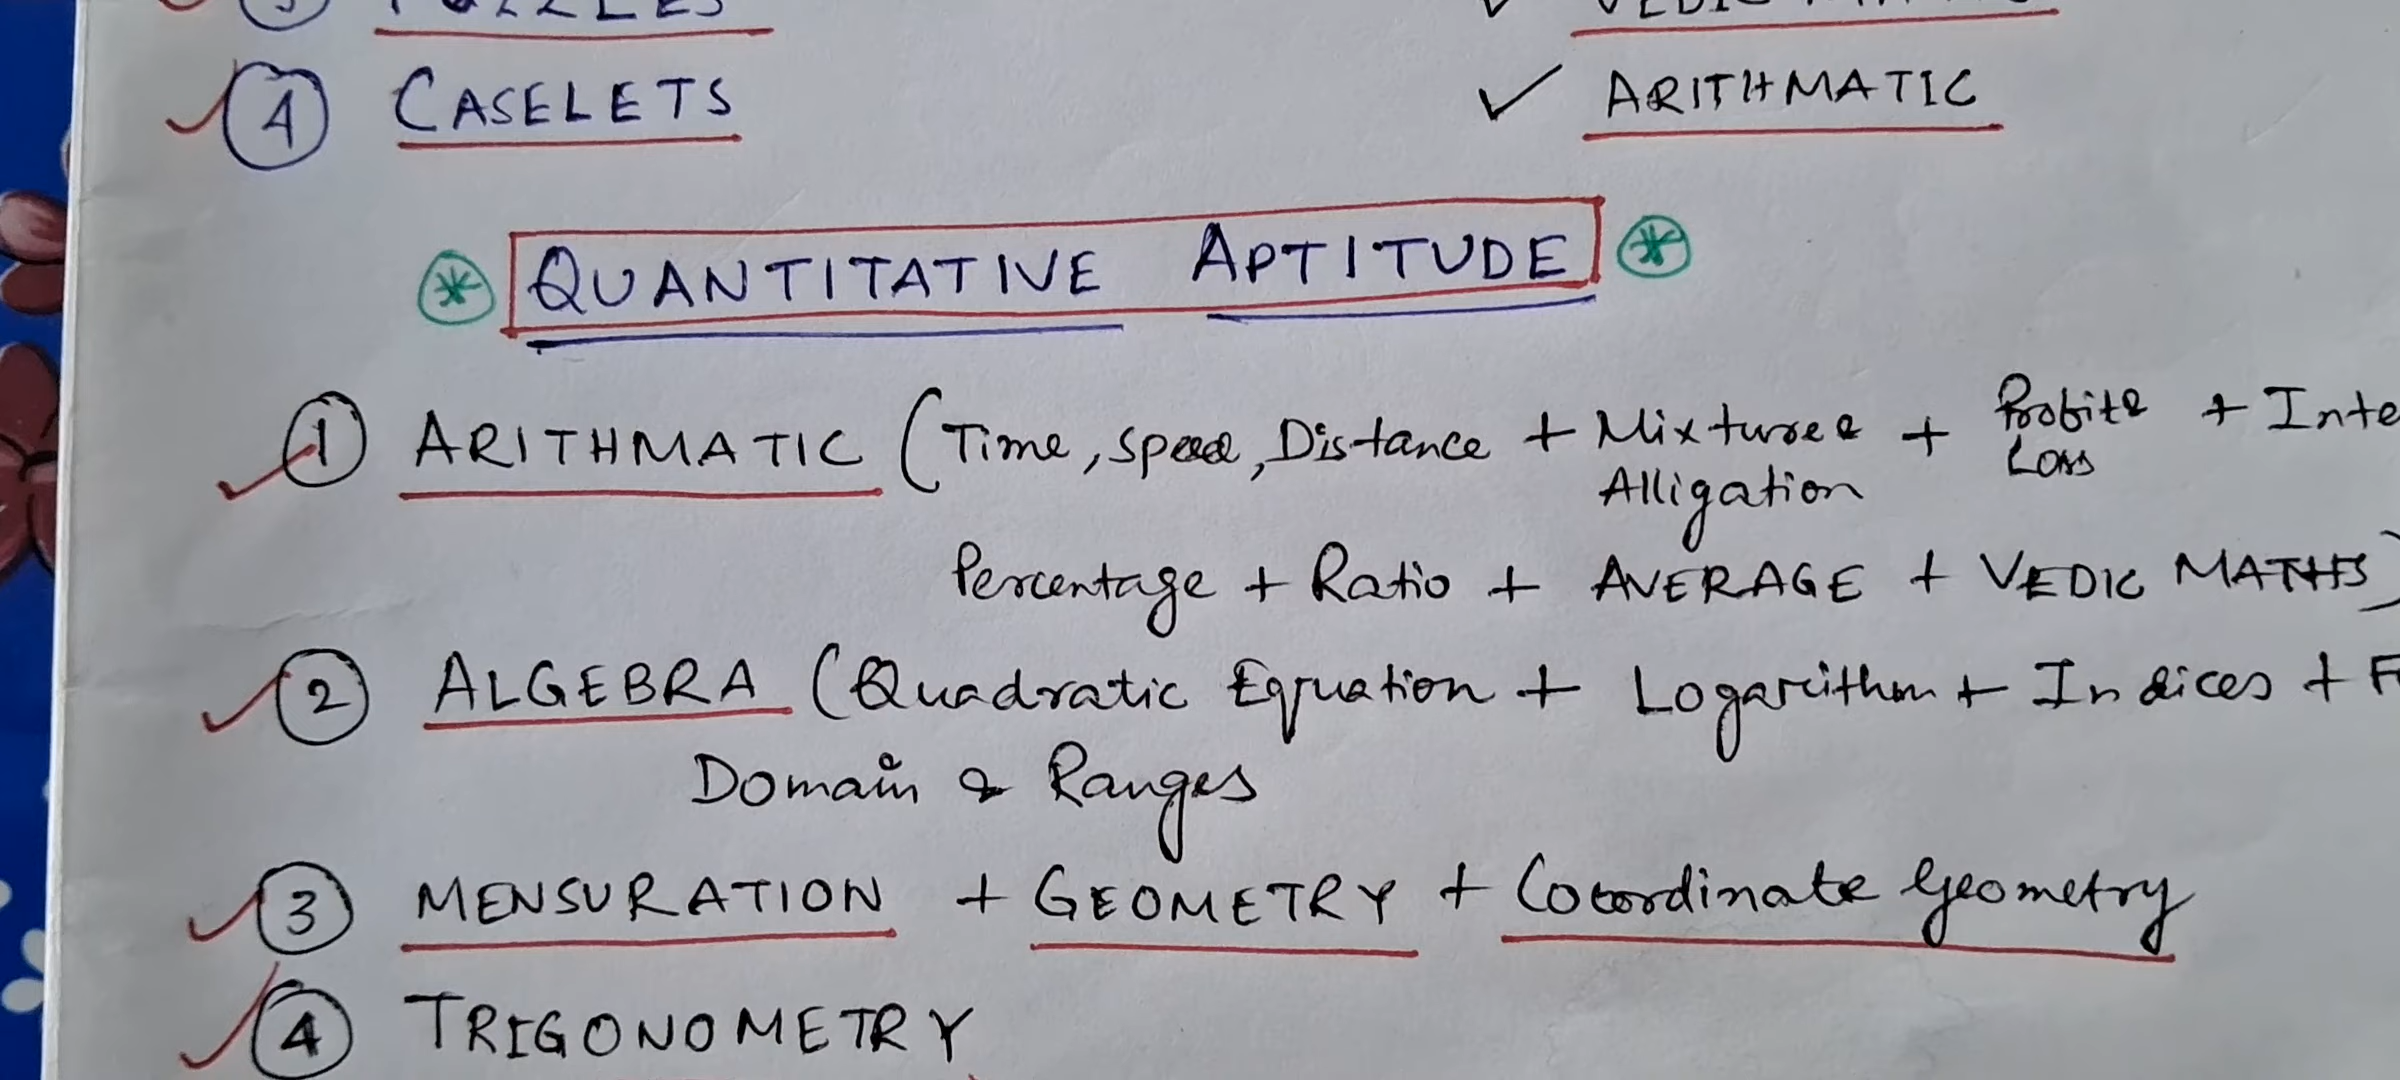 ④ CASELETS
✓ ARITHMATIC
* QUANTITATIVE APTITUDE *
① ARITHMATIC (Time, Speed, Distance + Mixture & Alligation + Profit & Loss + Inte
Percentage + Ratio + AVERAGE + VEDIC MATHS)
② ALGEBRA (Quadratic Equation + Logarithm + Indices + F
Domain & Ranges
③ MENSURATION + GEOMETRY + Coordinate Geometry
④ TRIGONOMETRY